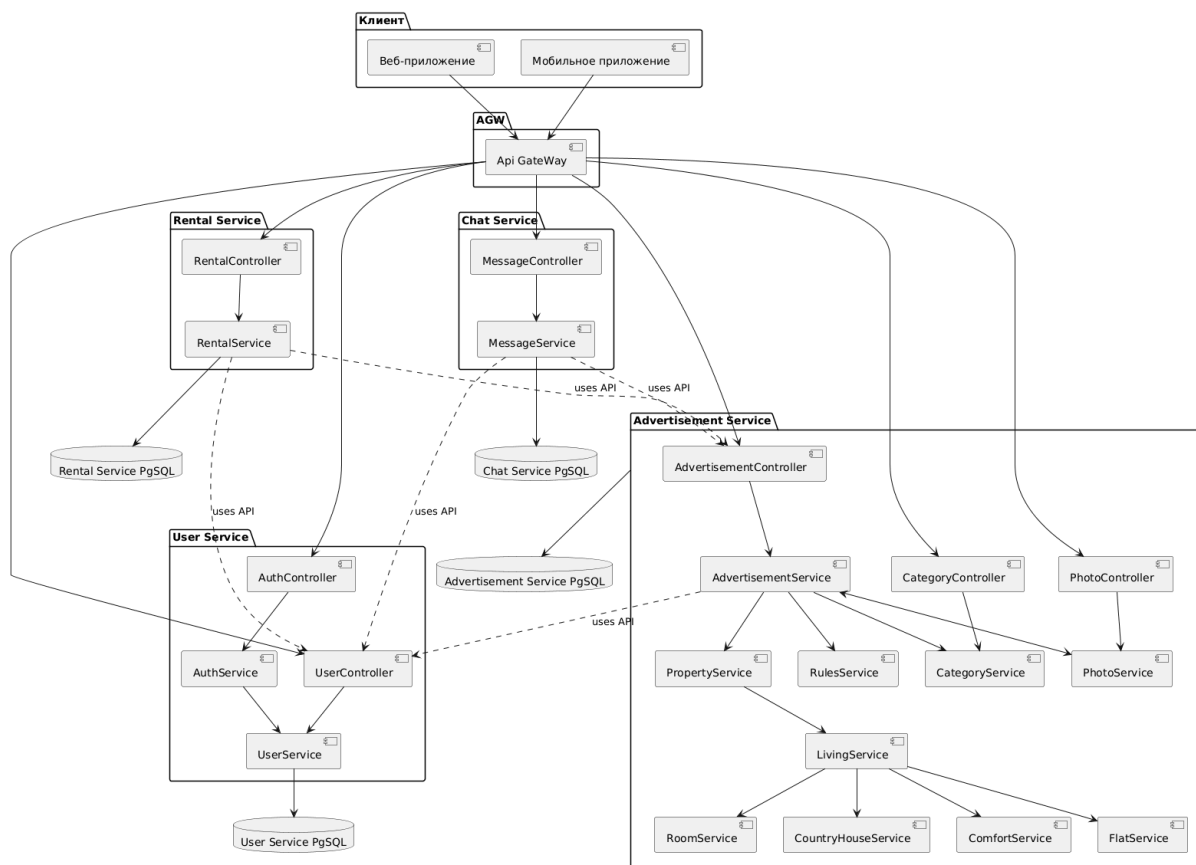 Клиент
Веб-приложение
Мобильное приложение
AGW
Api GateWay
Rental Service
Chat Service
RentalController
MessageController
RentalService
MessageService
uses API
uses API
Advertisement Service
Rental Service PgSQL
Chat Service PgSQL
AdvertisementController
uses API
uses API
User Service
AuthController
Advertisement Service PgSQL
AdvertisementService
CategoryController
PhotoController
uses API
AuthService
UserController
PropertyService
RulesService
CategoryService
PhotoService
UserService
LivingService
User Service PgSQL
RoomService
CountryHouseService
ComfortService
FlatService